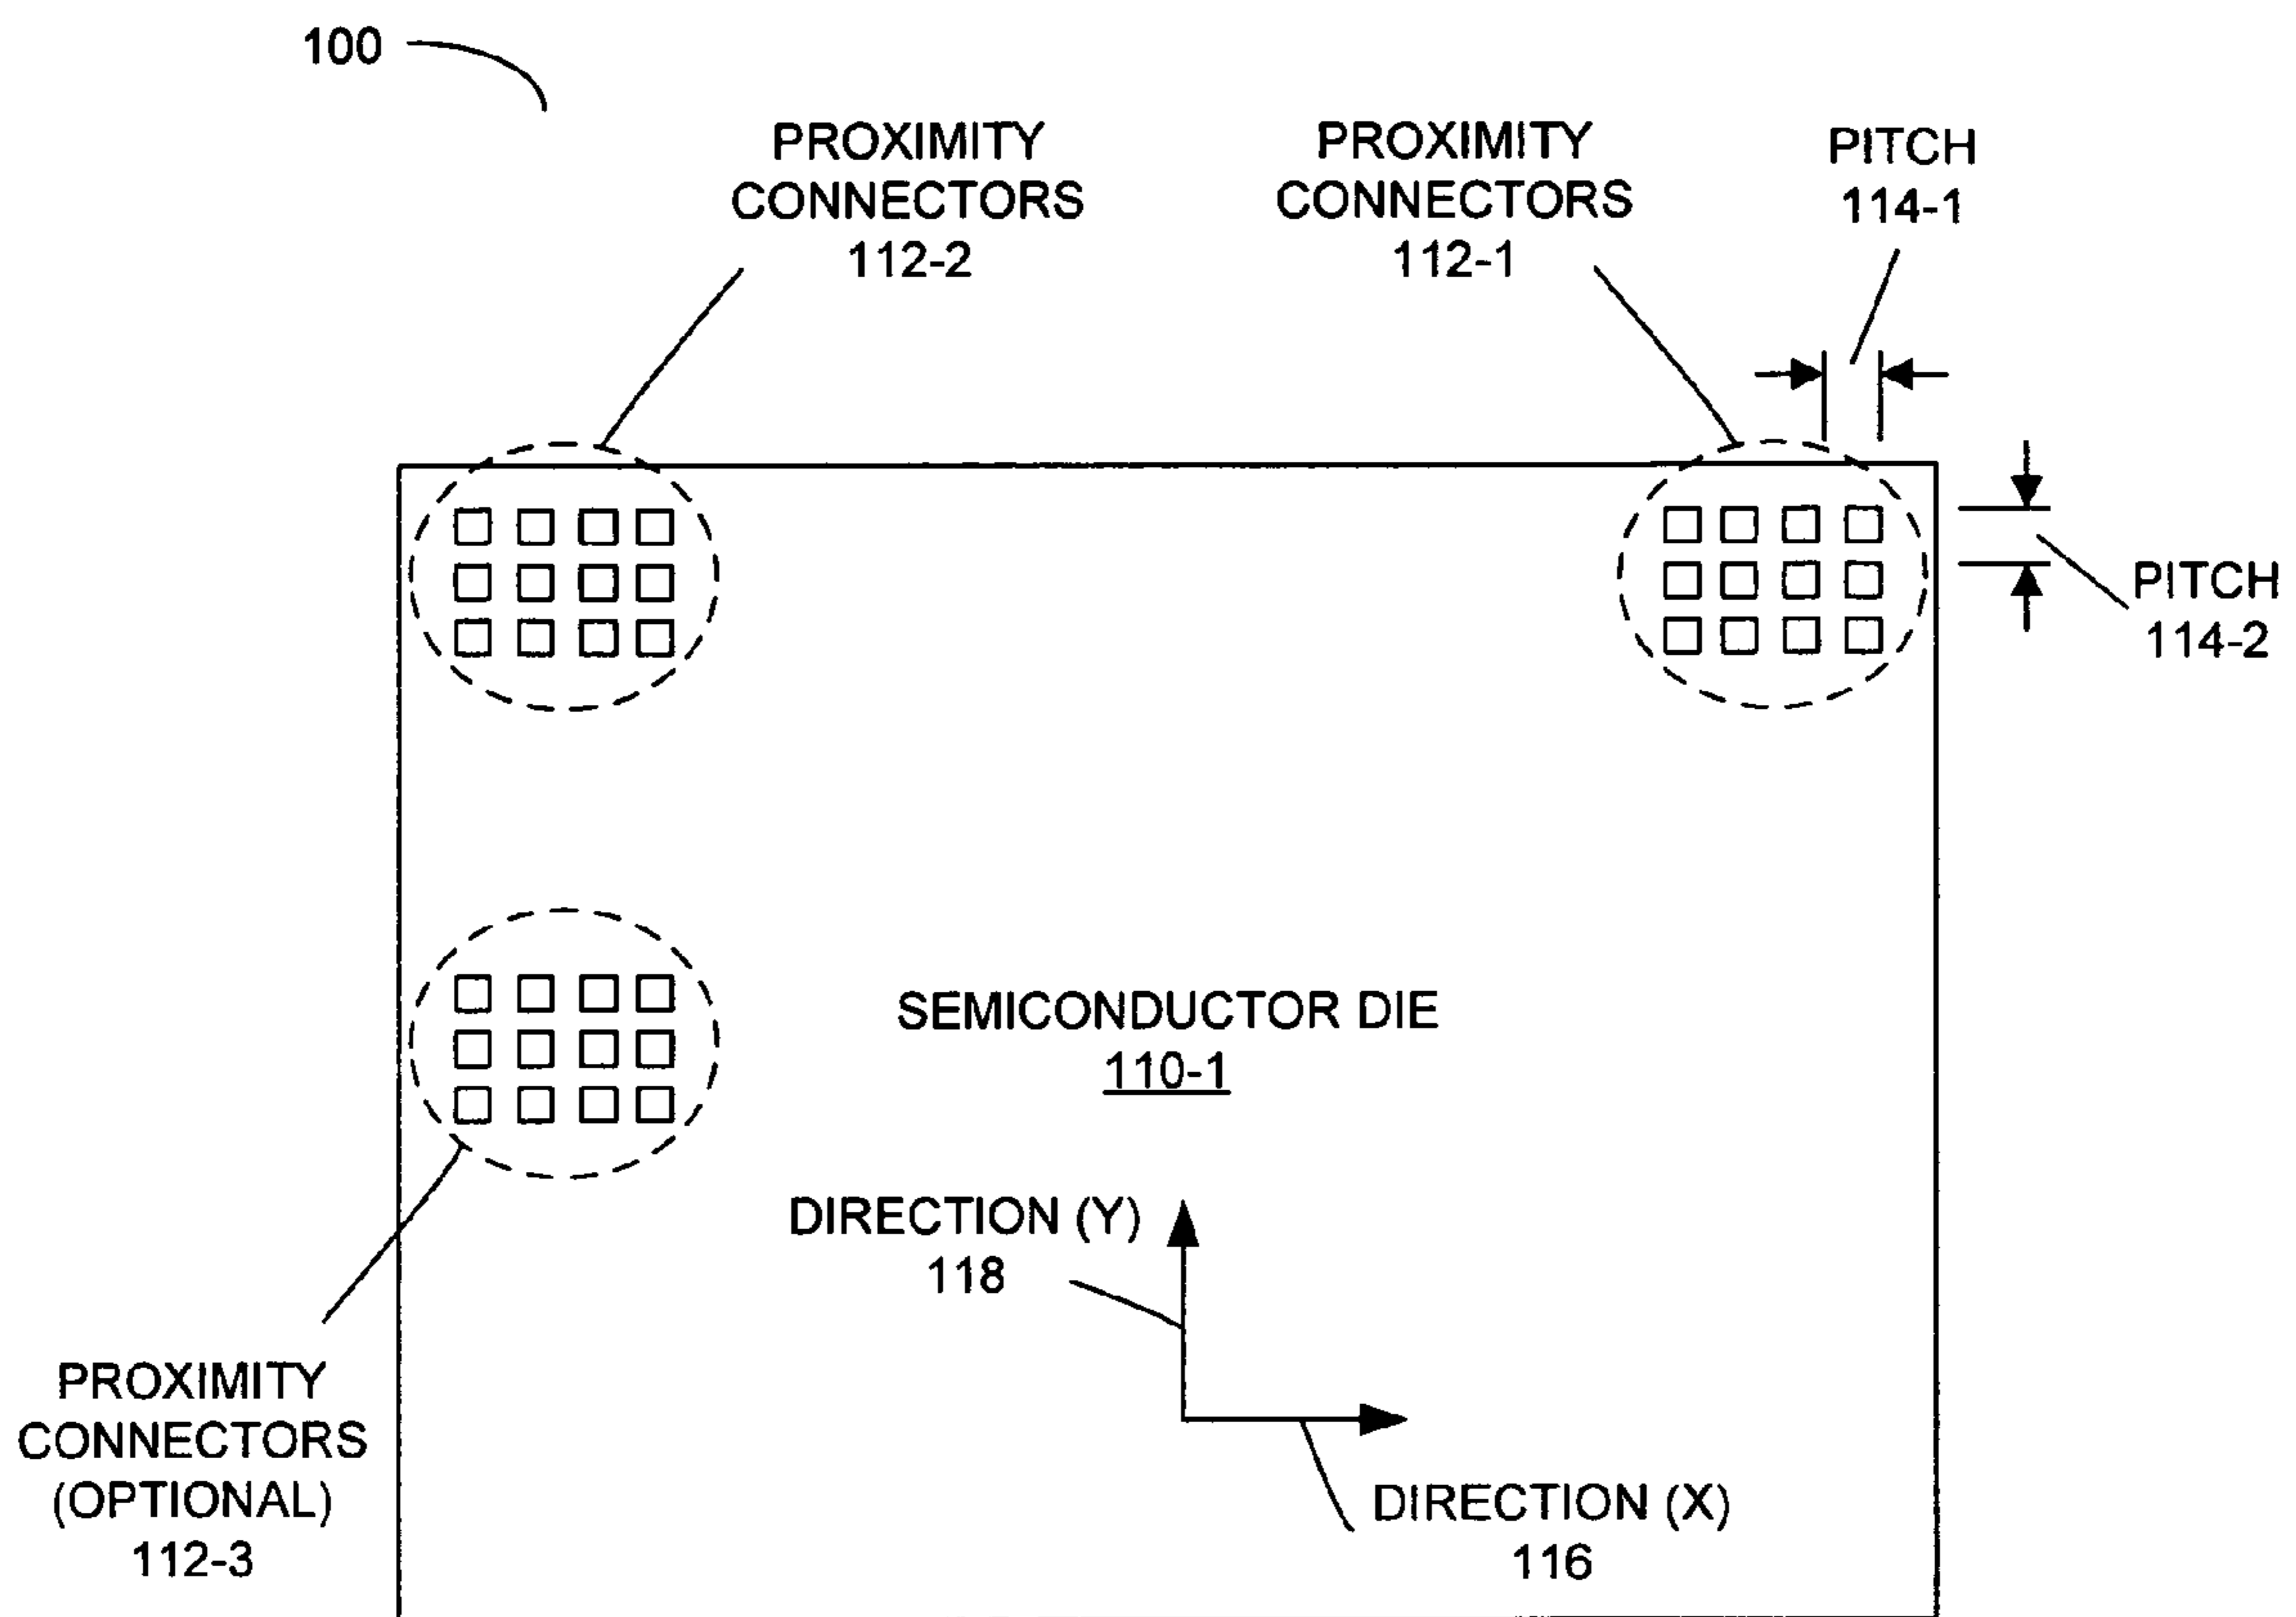 100
PROXIMITY
CONNECTORS
112-2
PROXIMITY
CONNECTORS
112-1
PITCH
114-1
PITCH
114-2
SEMICONDUCTOR DIE
110-1
DIRECTION (Y)
118
PROXIMITY
CONNECTORS
(OPTIONAL)
112-3
DIRECTION (X)
116